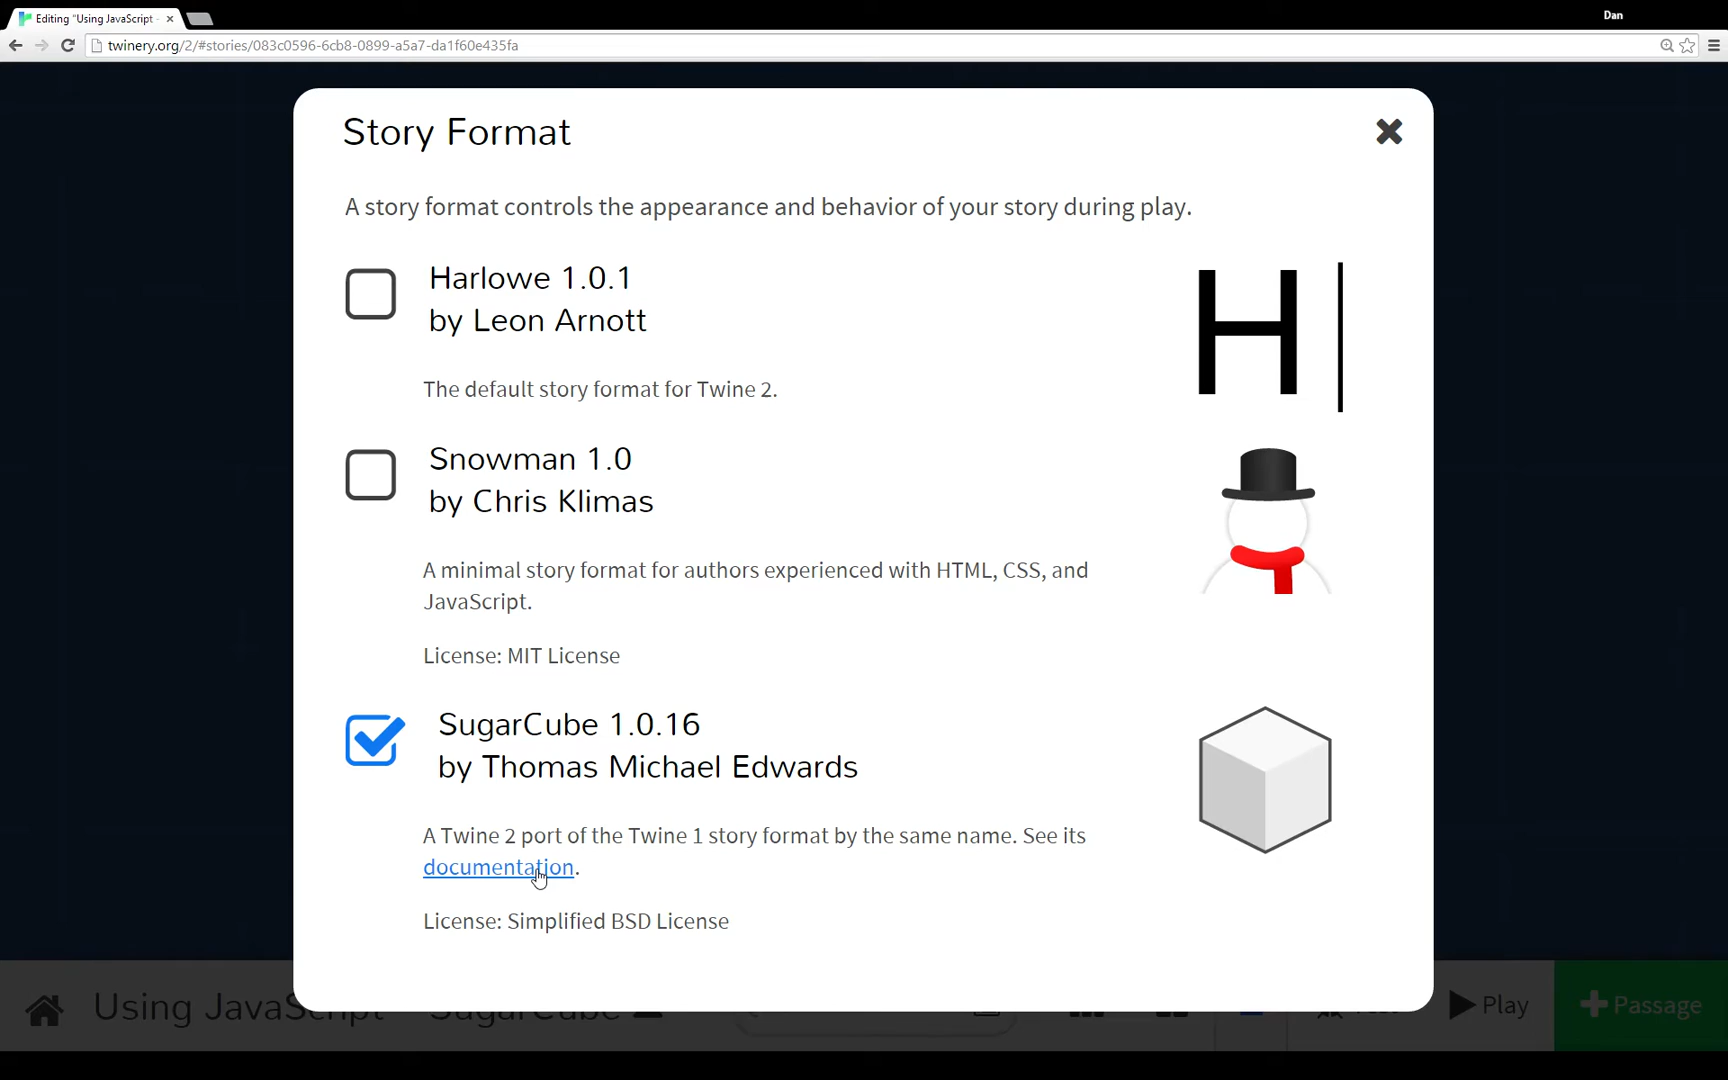 Editing "Using JavaScript -
Dan
twinery.org/2/#stories/083c0596-6cb8-0899-a5a7-da1f60e435fa
Story Format
A story format controls the appearance and behavior of your story during play.
Harlowe 1.0.1
by Leon Arnott
H
The default story format for Twine 2.
Snowman 1.0
by Chris Klimas
A minimal story format for authors experienced with HTML, CSS, and
JavaScript.
License: MIT License
SugarCube 1.0.16
by Thomas Michael Edwards
A Twine 2 port of the Twine 1 story format by the same name. See its
documentation.
License: Simplified BSD License
Using JavaScript
SugarCube
Play
Passage